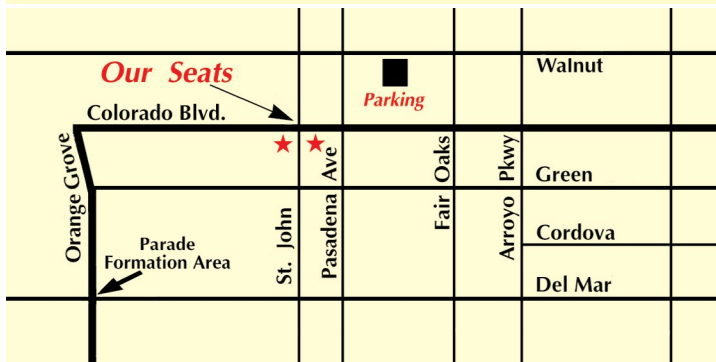 Our Seats
Walnut
Parking
Colorado Blvd.
Orange Grove
St. John
Pasadena Ave
Fair Oaks
Arroyo Pkwy
Green
Cordova
Parade
Formation Area
Del Mar